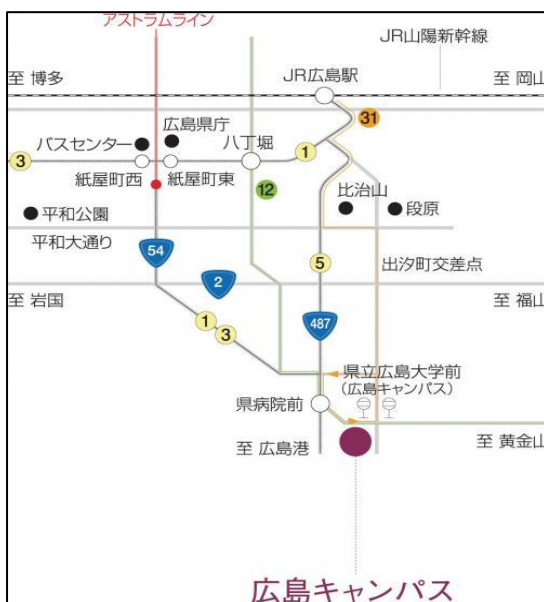 アストラムライン
JR山陽新幹線
至 博多
JR広島駅
至 岡山
広島県庁
31
バスセンター
八丁堀
3
1
紙屋町西
紙屋町東
12
比治山
段原
平和公園
平和大通り
54
5
出汐町交差点
2
至 岩国
至 福山
1
3
487
県立広島大学前
(広島キャンパス)
県病院前
至 広島港
至 黄金山
広島キャンパス